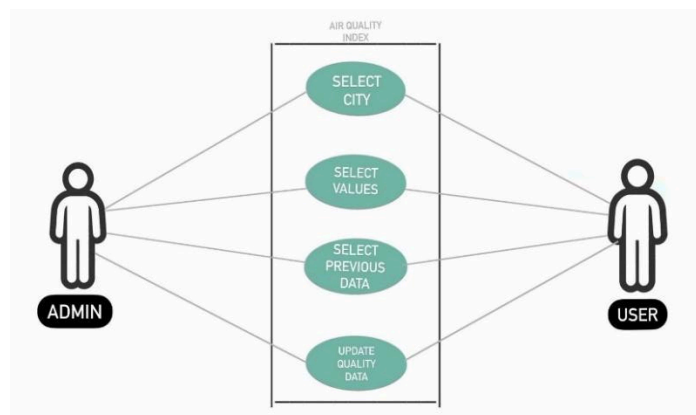 AIR QUALITY
INDEX
SELECT
CITY
SELECT
VALUES
SELECT
PREVIOUS
DATA
ADMIN
USER
UPDATE
QUALITY
DATA